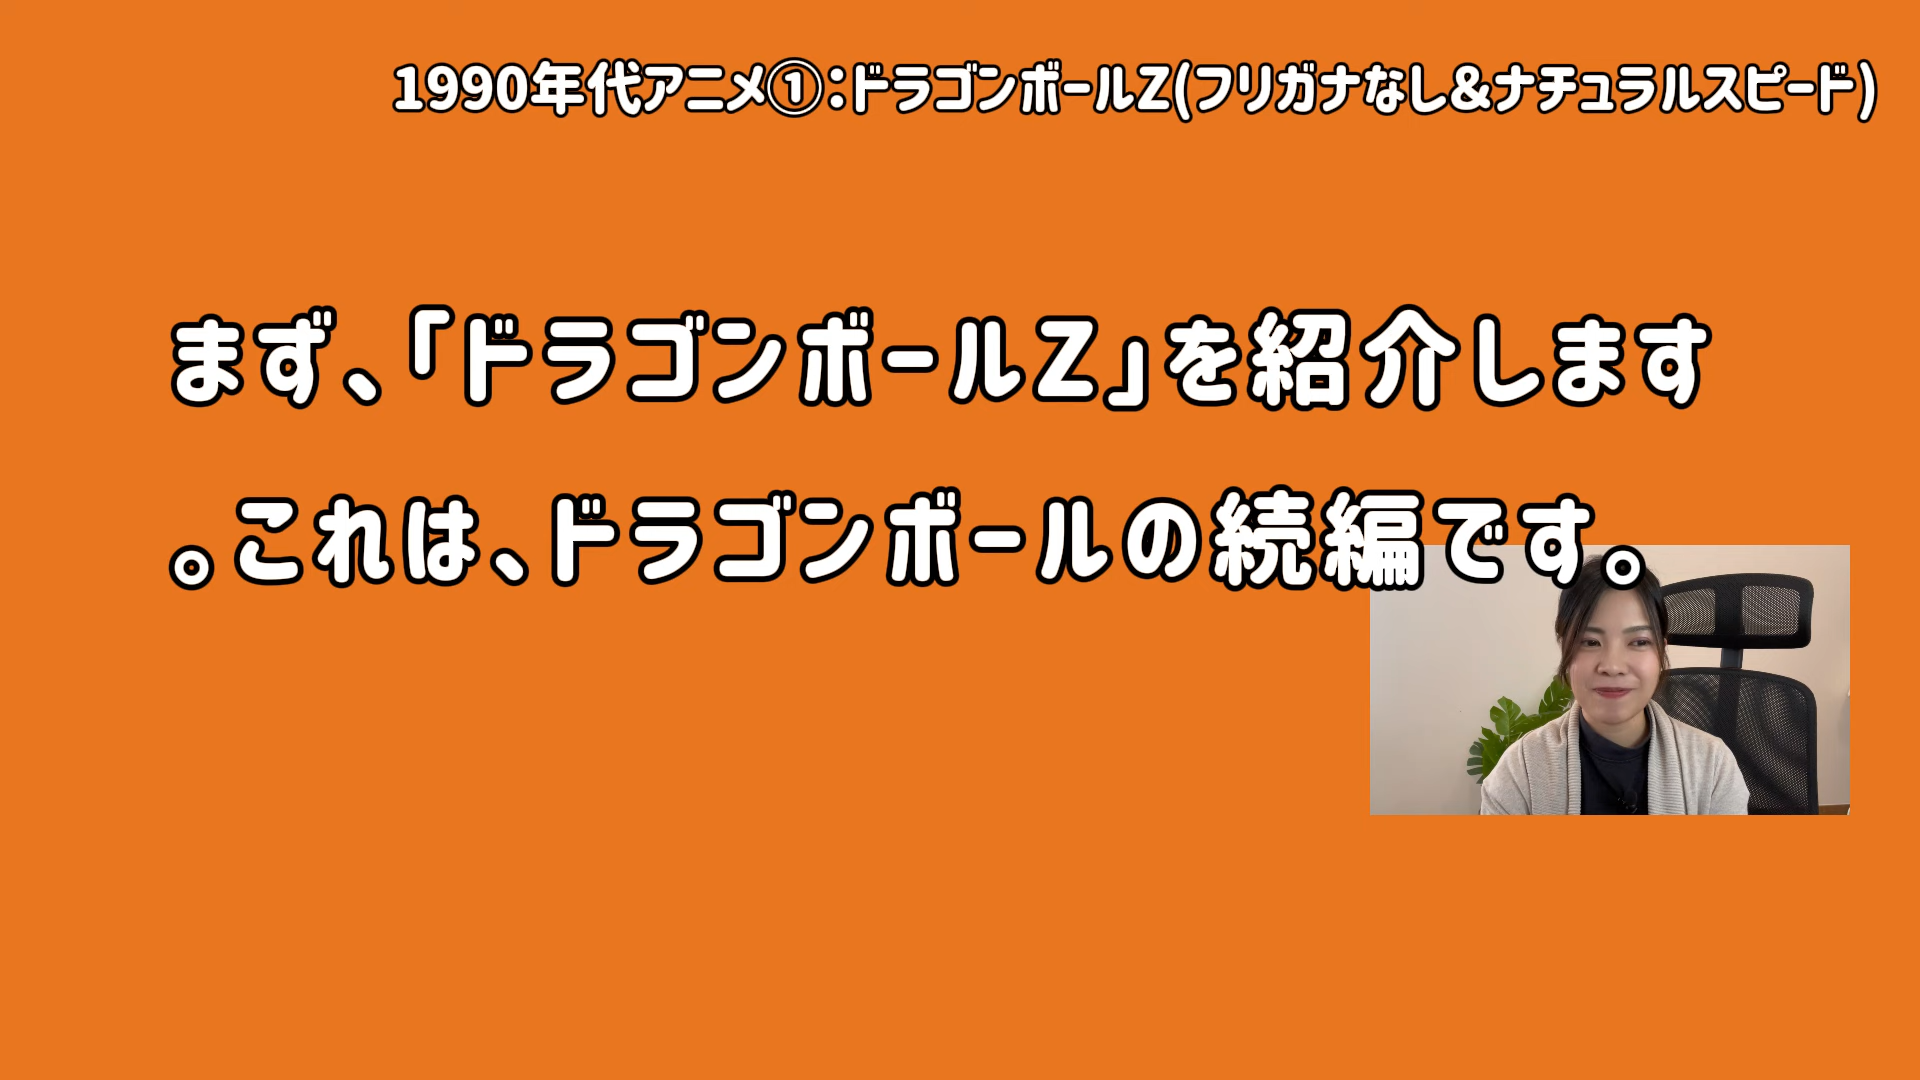 1990年代アニメ①：ドラゴンボールZ(フリガナなし&ナチュラルスピード)
まず、「ドラゴンボールZ」を紹介します
。これは、ドラゴンボールの続編です。